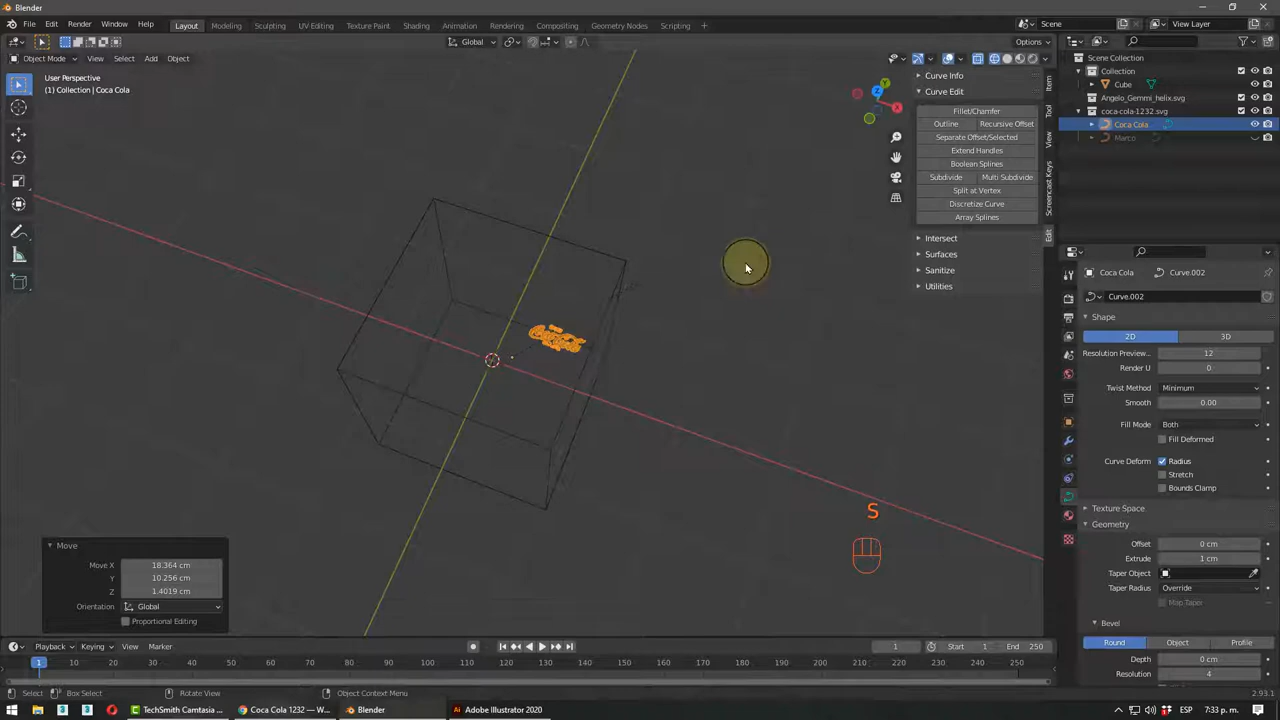 Blender
File Edit Render Window Help
Layout Modeling Sculpting UV Editing Texture Paint Shading Animation Rendering Compositing Geometry Nodes Scripting +
Scene
View Layer
Global
Options
Object Mode View Select Add Object
User Perspective
(1) Collection | Coca Cola
Z
Y
X
Curve Info
Curve Edit
Fillet/Chamfer
Outline Recursive Offset
Separate Offset/Selected
Extend Handles
Boolean Splines
Subdivide Multi Subdivide
Split at Vertex
Discretize Curve
Array Splines
Intersect
Surfaces
Sanitize
Utilities
Item
Tool
View
Screencast Keys
Edit
Scene Collection
Collection
Cube
Angelo_Gemmi_helix.svg
coca-cola-1232.svg
Coca Cola
Marco
Coca Cola Curve.002
Curve.002
Shape
2D 3D
Resolution Preview... 12
Render U 0
Twist Method Minimum
Smooth 0.00
Fill Mode Both
Fill Deformed
Curve Deform Radius
Stretch
Bounds Clamp
Texture Space
Geometry
Offset 0 cm
Extrude 1 cm
Taper Object
Taper Radius Override
Map Taper
Bevel
Round Object Profile
Depth 0 cm
Resolution 4
S
Move
Move X 18.364 cm
Y 10.256 cm
Z 1.4019 cm
Orientation Global
Proportional Editing
Playback Keying View Marker
1 Start 1 End 250
1 10 20 30 40 50 60 70 80 90 100 110 120 130 140 150 160 170 180 190 200 210 220 230 240 250
Select Box Select Rotate View Object Context Menu
2.93.1
TechSmith Camtasia ... Coca Cola 1232 — W... Blender Adobe Illustrator 2020
ESP 7:33 p. m.